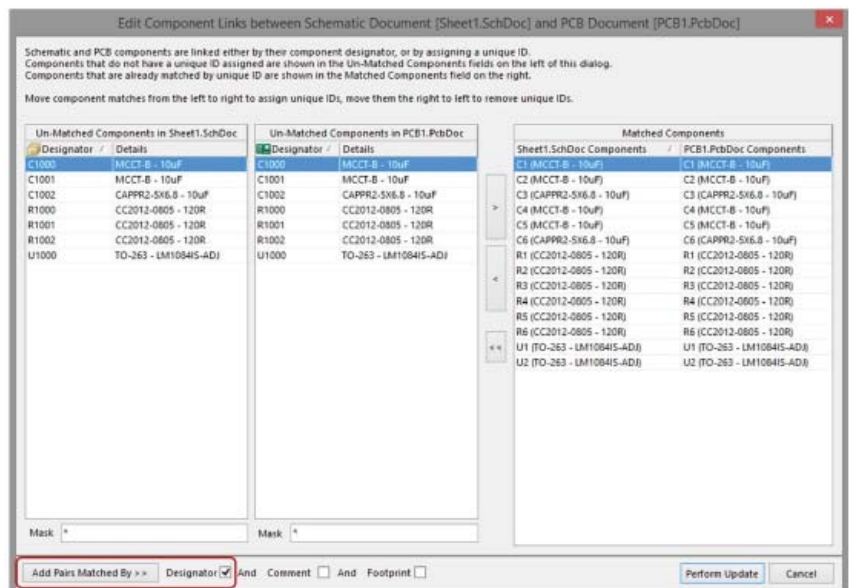 Edit Component Links between Schematic Document [Sheet1.SchDoc] and PCB Document [PCB1.PcbDoc]
Schematic and PCB components are linked either by their component designator, or by assigning a unique ID.
Components that do not have a unique ID assigned are shown in the Un-Matched Components fields on the left of this dialog.
Components that are already matched by unique ID are shown in the Matched Components field on the right.
Move component matches from the left to right to assign unique IDs, move them the right to left to remove unique IDs.
Un-Matched Components in Sheet1.SchDoc
Designator / Details
C1000 MCCT-B - 10uF
C1001 MCCT-B - 10uF
C1002 CAPPR2-5X6.8 - 10uF
R1000 CC2012-0805 - 120R
R1001 CC2012-0805 - 120R
R1002 CC2012-0805 - 120R
U1000 TO-263 - LM1084IS-ADJ
Mask *
Un-Matched Components in PCB1.PcbDoc
Designator / Details
C1000 MCCT-B - 10uF
C1001 MCCT-B - 10uF
C1002 CAPPR2-5X6.8 - 10uF
R1000 CC2012-0805 - 120R
R1001 CC2012-0805 - 120R
R1002 CC2012-0805 - 120R
U1000 TO-263 - LM1084IS-ADJ
Mask *
>
<
<<
Matched Components
Sheet1.SchDoc Components / PCB1.PcbDoc Components
C1 (MCCT-B - 10uF) C1 (MCCT-B - 10uF)
C2 (MCCT-B - 10uF) C2 (MCCT-B - 10uF)
C3 (CAPPR2-5X6.8 - 10uF) C3 (CAPPR2-5X6.8 - 10uF)
C4 (MCCT-B - 10uF) C4 (MCCT-B - 10uF)
C5 (MCCT-B - 10uF) C5 (MCCT-B - 10uF)
C6 (CAPPR2-5X6.8 - 10uF) C6 (CAPPR2-5X6.8 - 10uF)
R1 (CC2012-0805 - 120R) R1 (CC2012-0805 - 120R)
R2 (CC2012-0805 - 120R) R2 (CC2012-0805 - 120R)
R3 (CC2012-0805 - 120R) R3 (CC2012-0805 - 120R)
R4 (CC2012-0805 - 120R) R4 (CC2012-0805 - 120R)
R5 (CC2012-0805 - 120R) R5 (CC2012-0805 - 120R)
R6 (CC2012-0805 - 120R) R6 (CC2012-0805 - 120R)
U1 (TO-263 - LM1084IS-ADJ) U1 (TO-263 - LM1084IS-ADJ)
U2 (TO-263 - LM1084IS-ADJ) U2 (TO-263 - LM1084IS-ADJ)
Add Pairs Matched By >> Designator And Comment And Footprint Perform Update Cancel